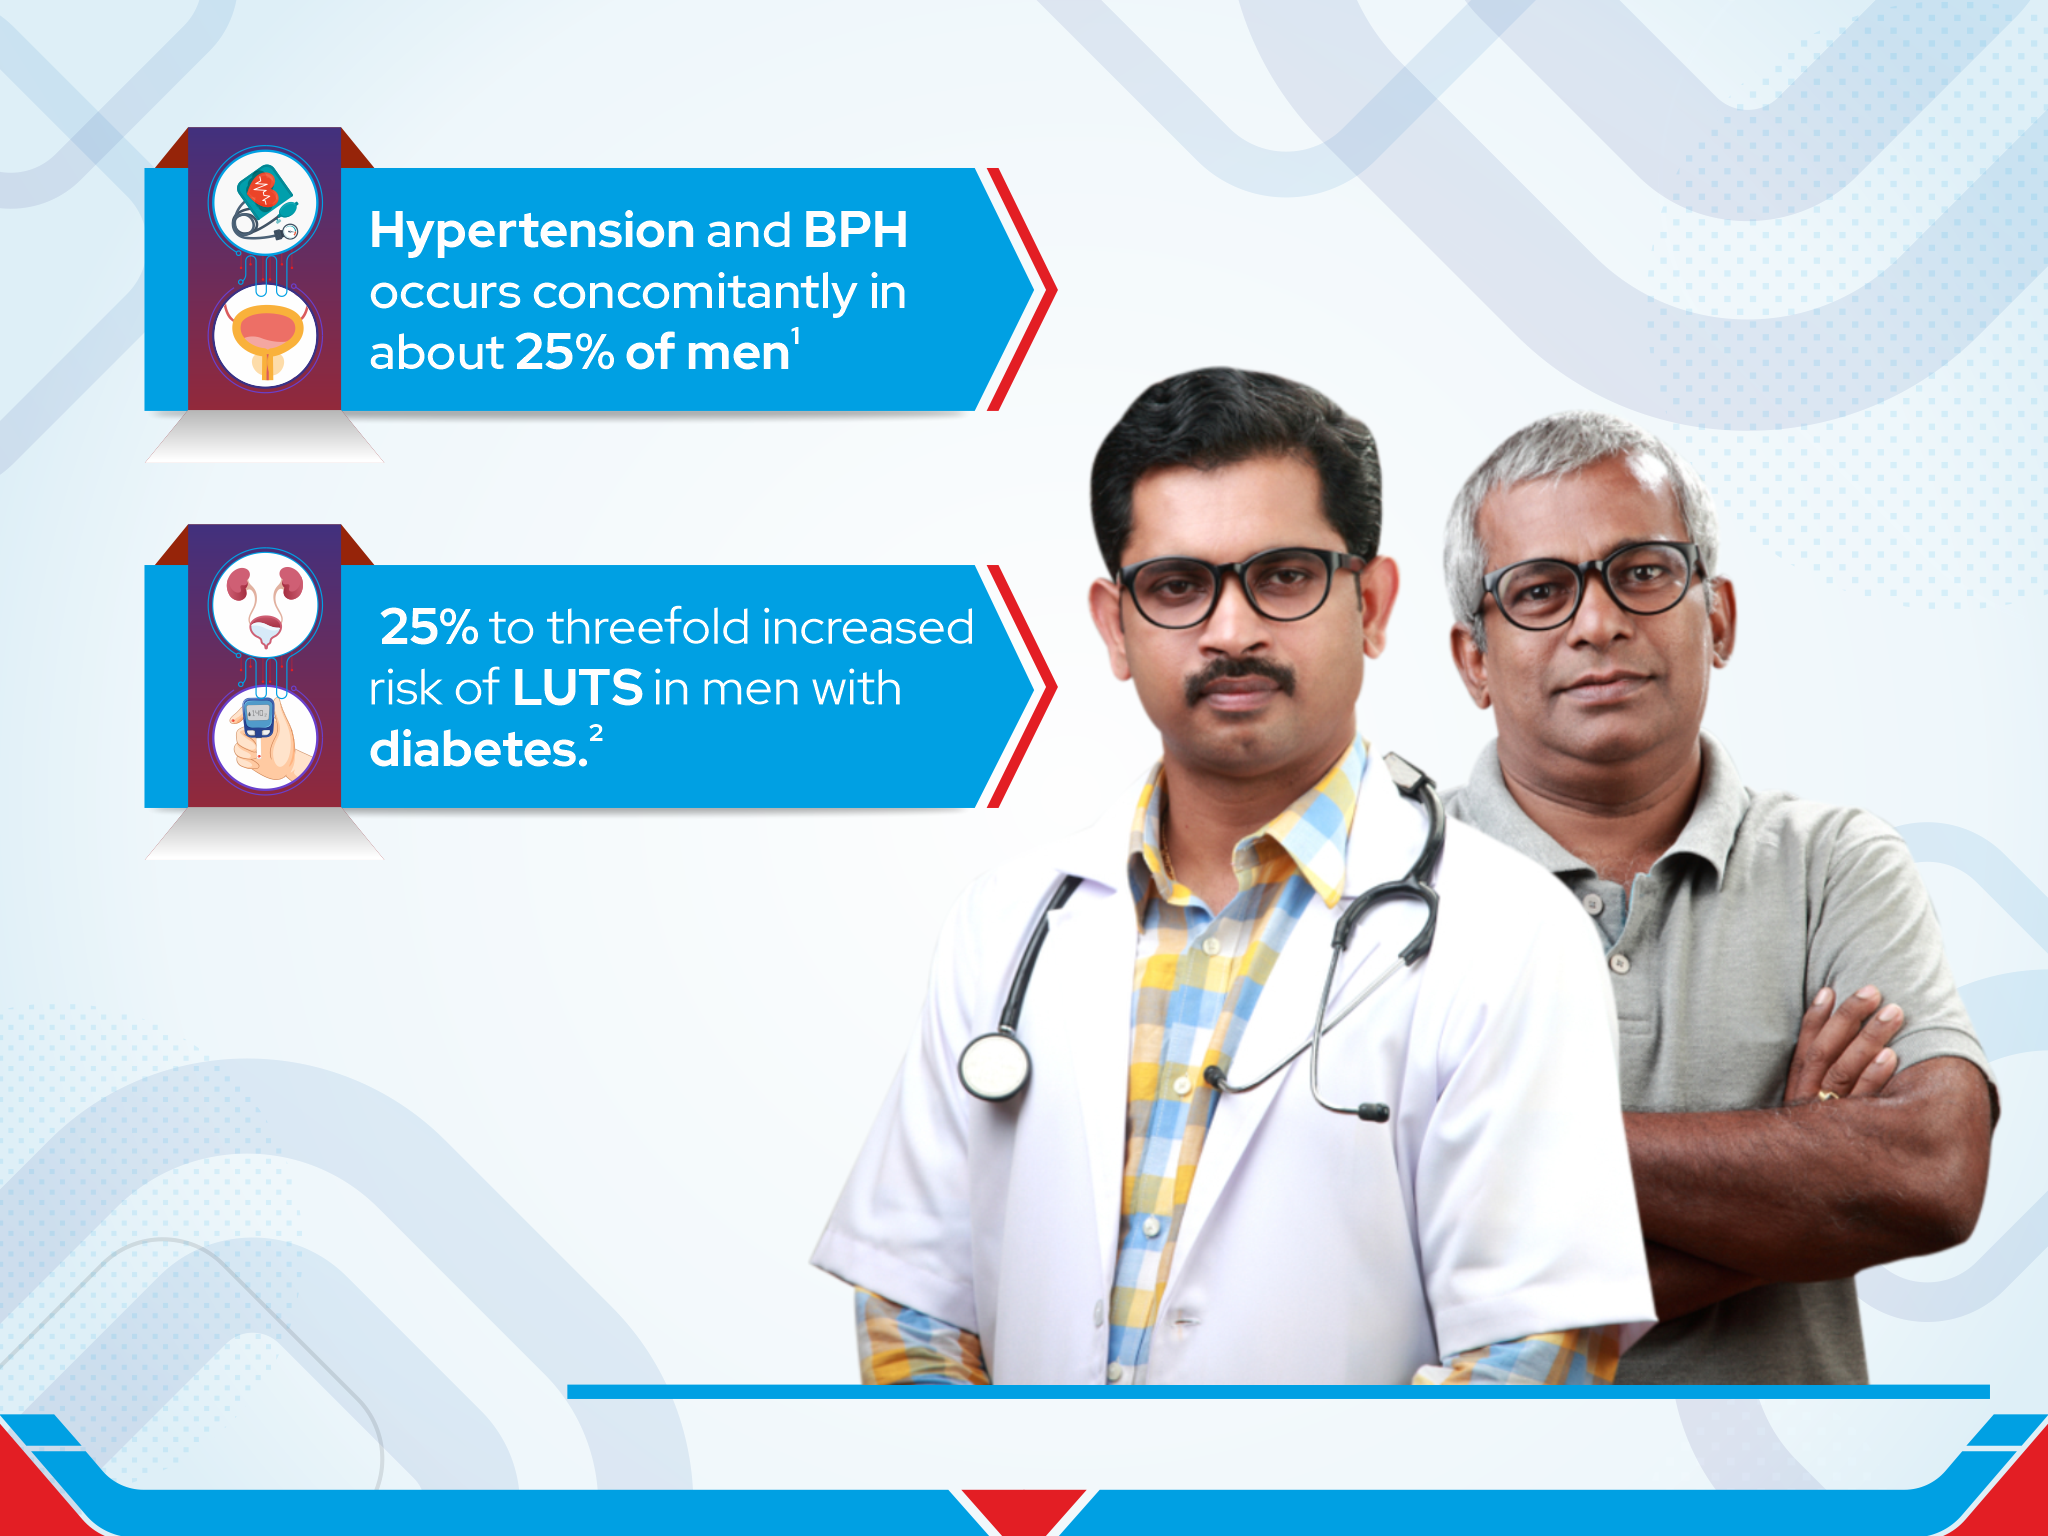 Hypertension and BPH
occurs concomitantly in
about 25% of men¹
25% to threefold increased
risk of LUTS in men with
diabetes.²